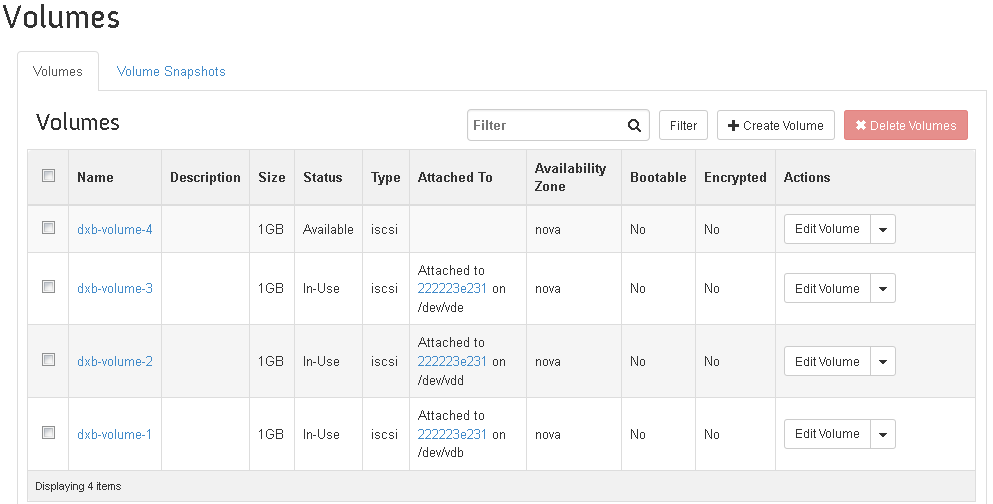 Volumes
Volumes Volume Snapshots
Volumes Filter Filter Create Volume Delete Volumes
Name Description Size Status Type Attached To Availability Zone Bootable Encrypted Actions
dxb-volume-4 1GB Available iscsi nova No No Edit Volume
dxb-volume-3 1GB In-Use iscsi Attached to 222223e231 on /dev/vde nova No No Edit Volume
dxb-volume-2 1GB In-Use iscsi Attached to 222223e231 on /dev/vdd nova No No Edit Volume
dxb-volume-1 1GB In-Use iscsi Attached to 222223e231 on /dev/vdb nova No No Edit Volume
Displaying 4 items